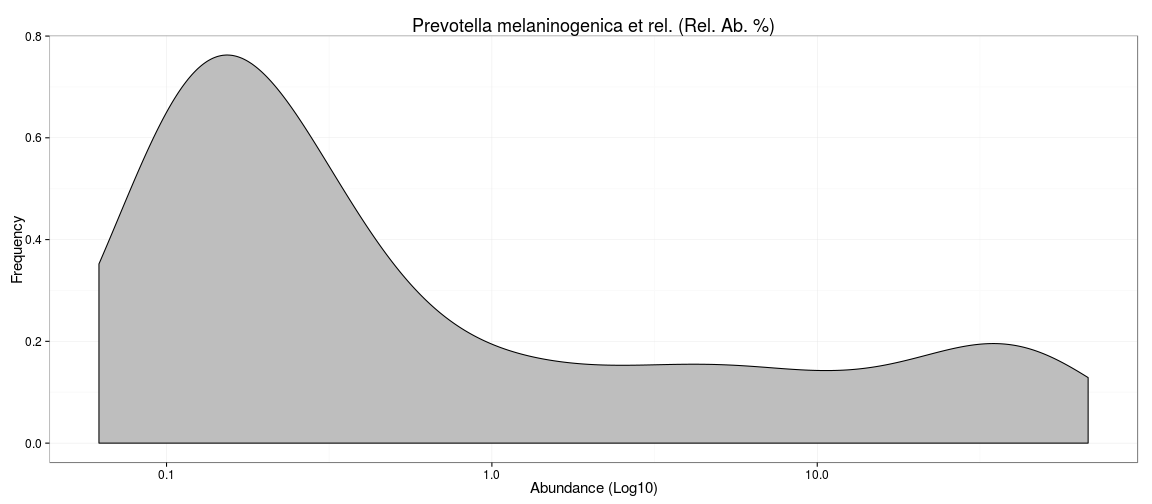 Prevotella melaninogenica et rel. (Rel. Ab. %)
0.8
0.6
0.4
0.2
0.0
Frequency
0.1 1.0 10.0
Abundance (Log10)